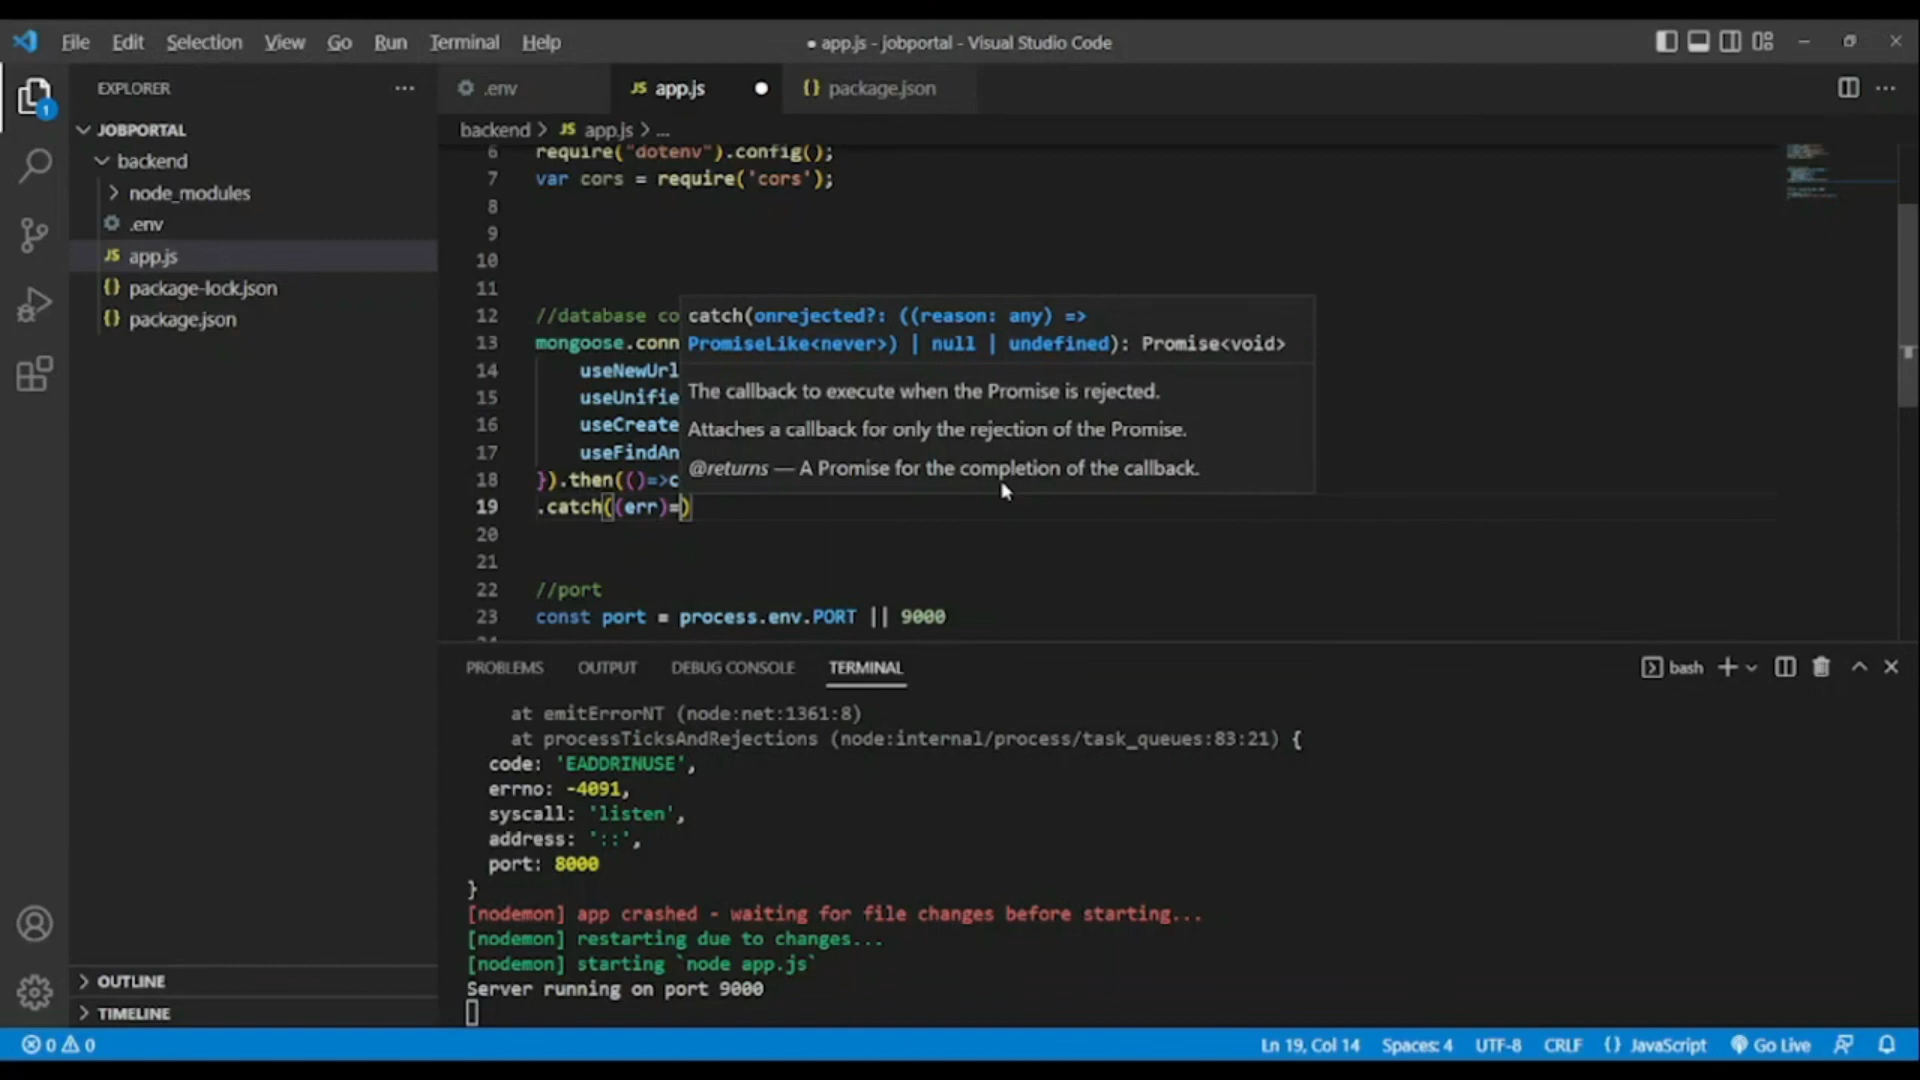 File Edit Selection View Go Run Terminal Help
● app.js - jobportal - Visual Studio Code
EXPLORER
1
JOBPORTAL
backend
node_modules
.env
JS app.js
{} package-lock.json
{} package.json
OUTLINE
TIMELINE
.env JS app.js {} package.json
backend > JS app.js > ...
6 require("dotenv").config();
7 var cors = require('cors');
8
9
10
11
12 //database co
13 mongoose.conn
14 useNewUrl
15 useUnifie
16 useCreate
17 useFindAn
18 }).then(()=>c
19 .catch((err)=)
20
21
22 //port
23 const port = process.env.PORT || 9000
catch(onrejected?: ((reason: any) =>
PromiseLike<never>) | null | undefined): Promise<void>
The callback to execute when the Promise is rejected.
Attaches a callback for only the rejection of the Promise.
@returns — A Promise for the completion of the callback.
PROBLEMS OUTPUT DEBUG CONSOLE TERMINAL
bash
at emitErrorNT (node:net:1361:8)
at processTicksAndRejections (node:internal/process/task_queues:83:21) {
code: 'EADDRINUSE',
errno: -4091,
syscall: 'listen',
address: '::',
port: 8000
}
[nodemon] app crashed - waiting for file changes before starting...
[nodemon] restarting due to changes...
[nodemon] starting `node app.js`
Server running on port 9000
0 0
Ln 19, Col 14 Spaces: 4 UTF-8 CRLF {} JavaScript Go Live